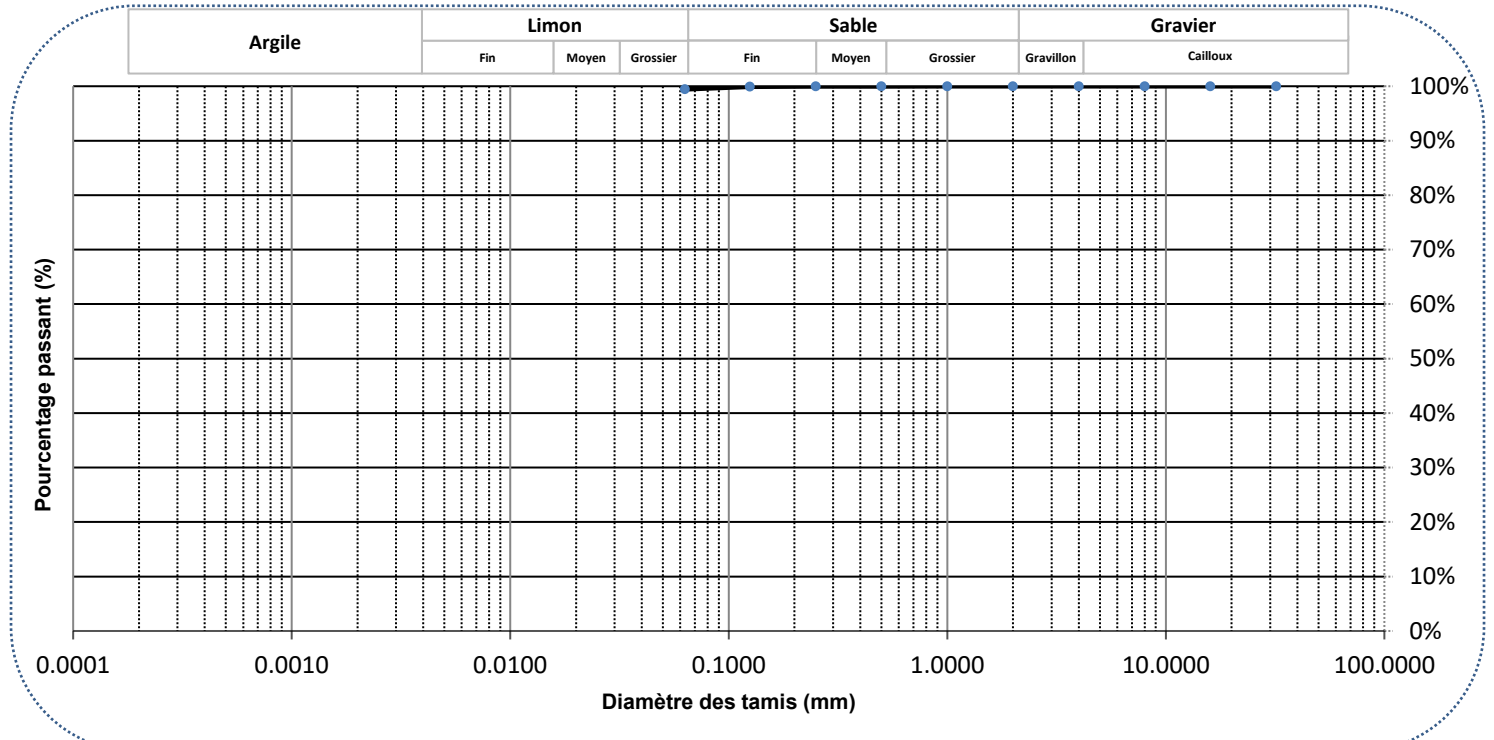 Argile Limon Sable Gravier
Fin Moyen Grossier Fin Moyen Grossier Gravillon Cailloux
100%
90%
80%
70%
60%
50%
40%
30%
20%
10%
0%
Pourcentage passant (%)
0.0001 0.0010 0.0100 0.1000 1.0000 10.0000 100.0000
Diamètre des tamis (mm)